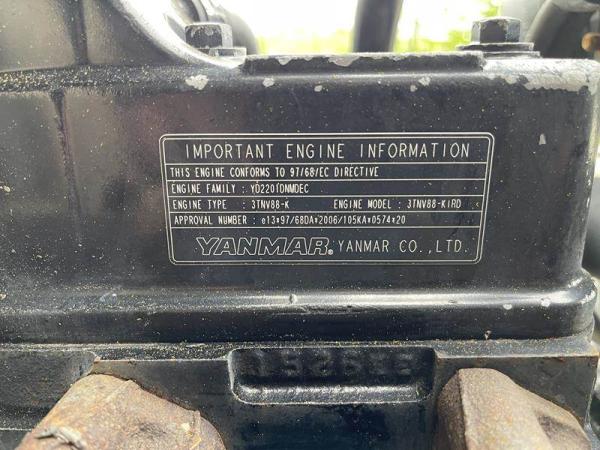 IMPORTANT ENGINE INFORMATION
THIS ENGINE CONFORMS TO 97/68/EC DIRECTIVE
ENGINE FAMILY : YD220fDNMDEC
ENGINE TYPE : 3TNV88-K ENGINE MODEL : 3TNV88-KIRD
APPROVAL NUMBER : e13*97/68DA*2006/105KA*0574*20
YANMAR. YANMAR CO.,LTD.